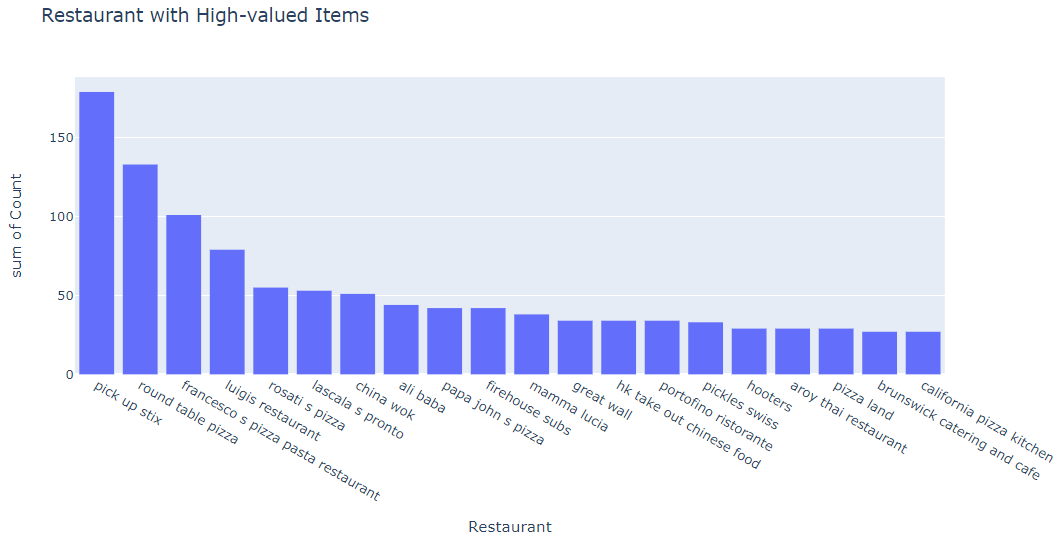 Restaurant with High-valued Items
sum of Count
150
100
50
0
pick up stix
round table pizza
francesco s pizza pasta restaurant
luigis restaurant
rosati s pizza
lascala s pronto
china wok
ali baba
papa john s pizza
firehouse subs
mamma lucia
great wall
hk take out chinese food
portofino ristorante
pickles swiss
hooters
aroy thai restaurant
pizza land
brunswick catering and cafe
california pizza kitchen
Restaurant